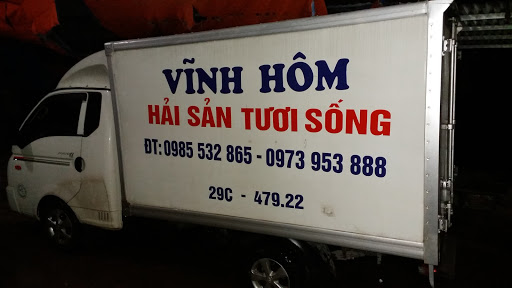 VĨNH HÔM
HẢI SẢN TƯƠI SỐNG
ĐT: 0985 532 865 - 0973 953 888
29C - 479.22